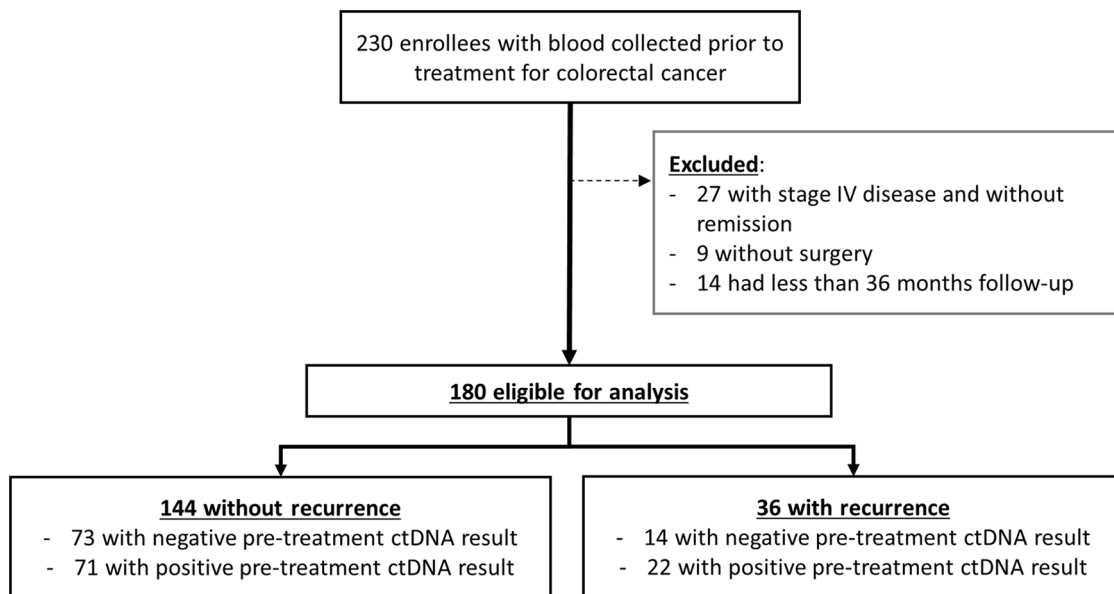 230 enrollees with blood collected prior to
treatment for colorectal cancer
Excluded:
- 27 with stage IV disease and without
remission
- 9 without surgery
- 14 had less than 36 months follow-up
180 eligible for analysis
144 without recurrence
- 73 with negative pre-treatment ctDNA result
- 71 with positive pre-treatment ctDNA result
36 with recurrence
- 14 with negative pre-treatment ctDNA result
- 22 with positive pre-treatment ctDNA result